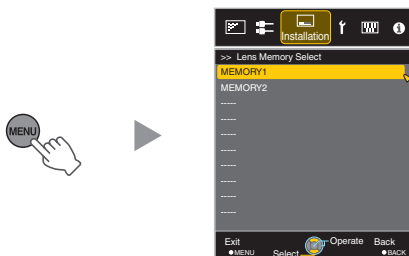 MENU
Installation
>> Lens Memory Select
MEMORY1
MEMORY2
-----
-----
-----
-----
-----
-----
-----
-----
Exit
Operate
Back
MENU
Select
BACK